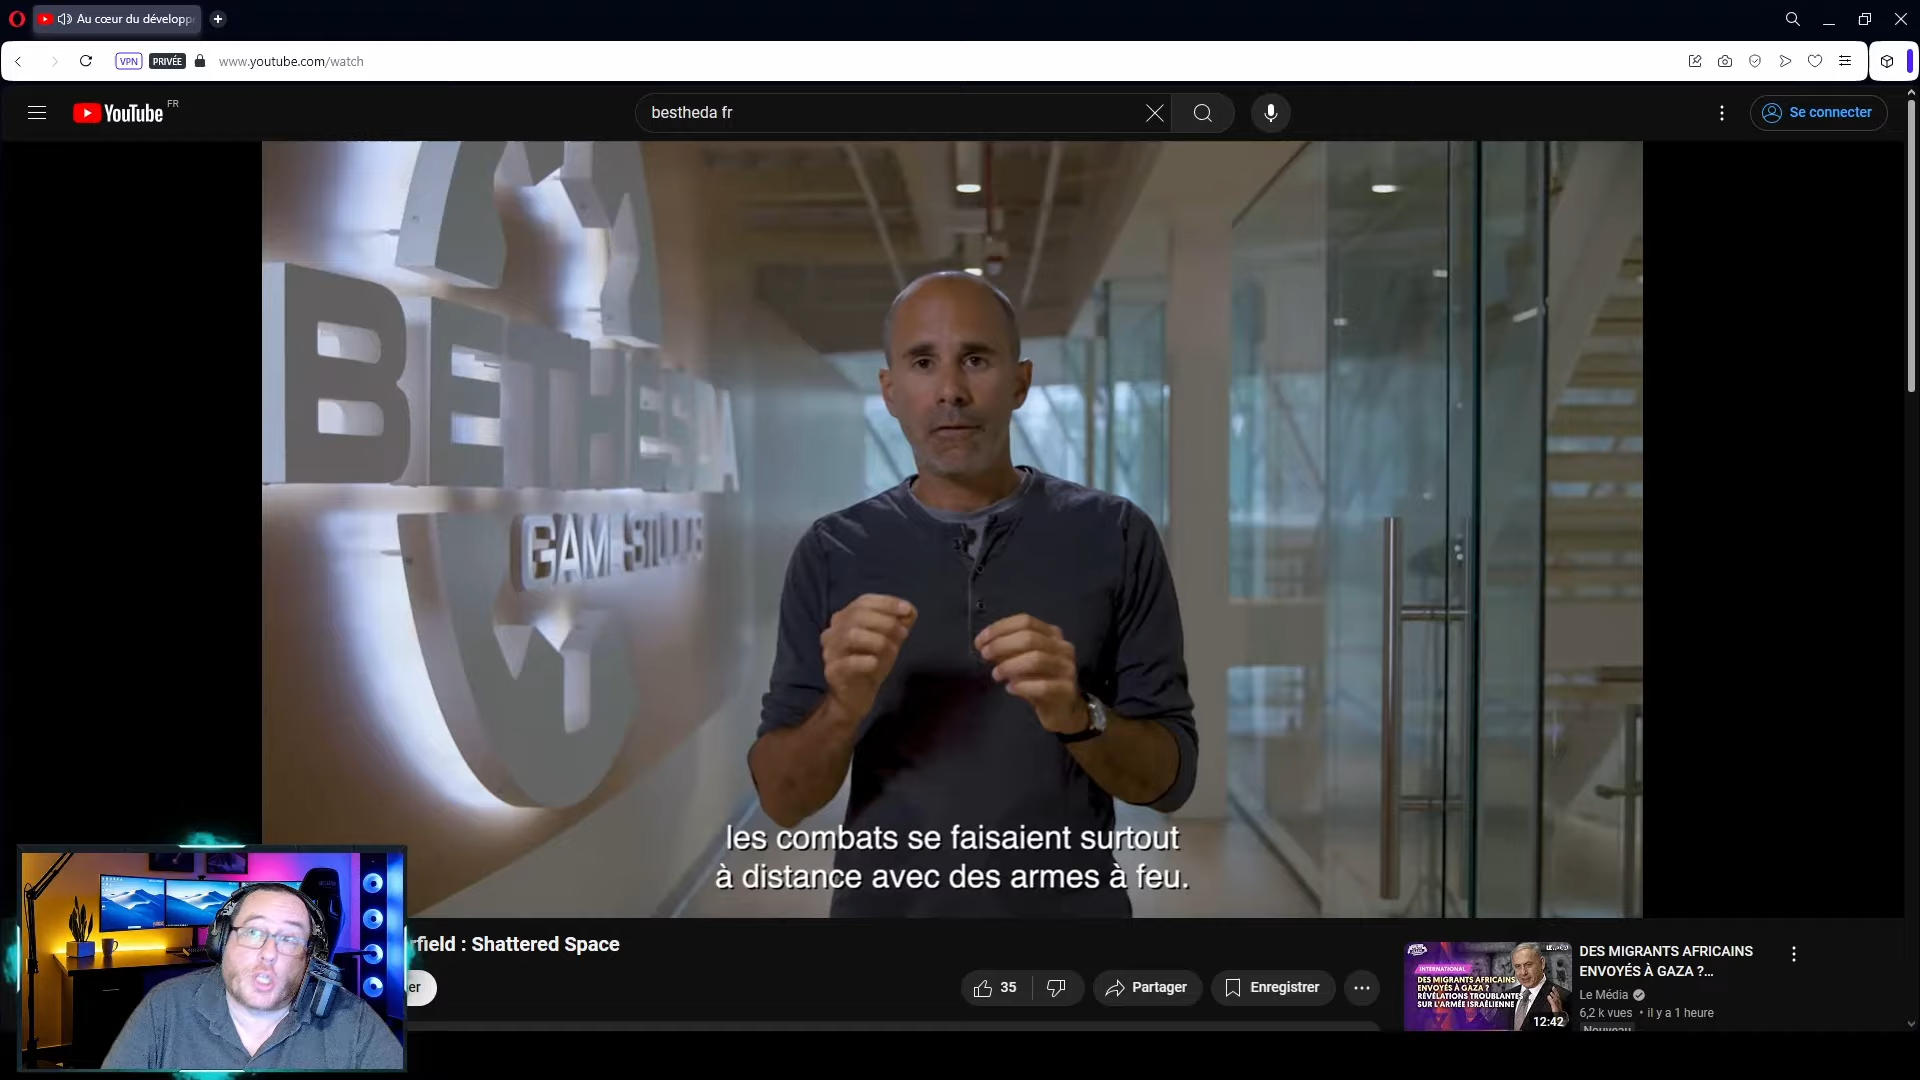 Au cœur du développ
VPN
PRIVÉE
www.youtube.com/watch
YouTube FR
bestheda fr
Se connecter
BETHESDA
GAME STUDIOS
les combats se faisaient surtout
à distance avec des armes à feu.
rfield : Shattered Space
er
35
Partager
Enregistrer
INTERNATIONAL
DES MIGRANTS AFRICAINS
ENVOYÉS À GAZA ?
RÉVÉLATIONS TROUBLANTES
SUR L'ARMÉE ISRAÉLIENNE
12:42
DES MIGRANTS AFRICAINS
ENVOYÉS À GAZA ?...
Le Média
6,2 k vues • il y a 1 heure
Nouveau